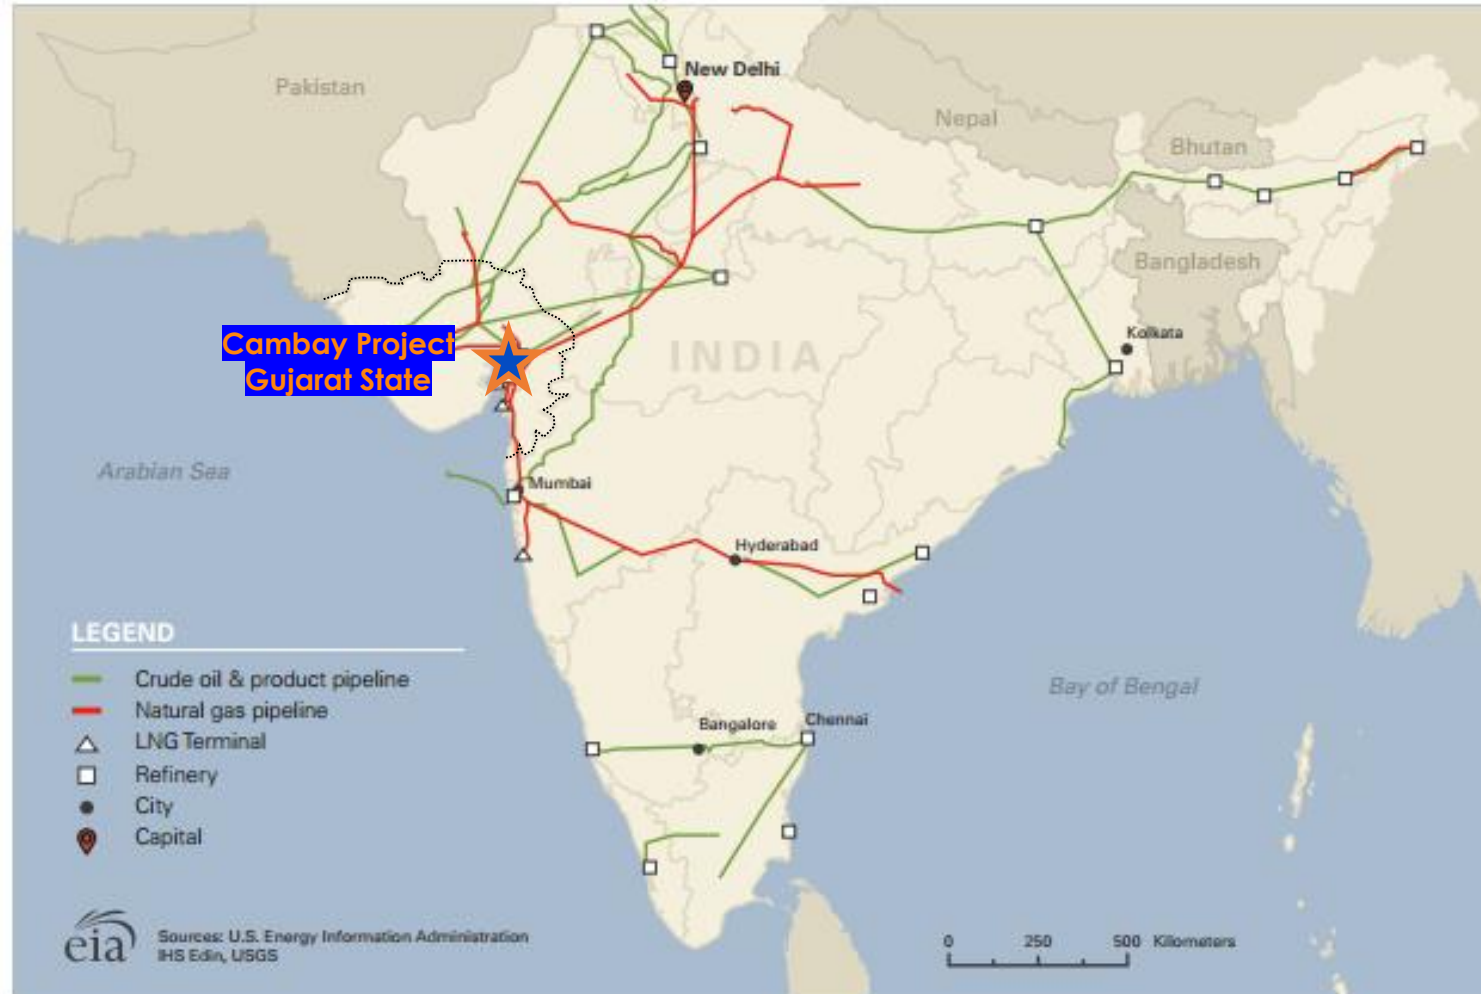 Pakistan
New Delhi
Nepal
Bhutan
Bangladesh
Kolkata
INDIA
Cambay Project
Gujarat State
Arabian Sea
Mumbai
Hyderabad
Bay of Bengal
Bangalore
Chennai
LEGEND
Crude oil & product pipeline
Natural gas pipeline
LNG Terminal
Refinery
City
Capital
eia
Sources: U.S. Energy Information Administration
IHS Edin, USGS
0 250 500 Kilometers